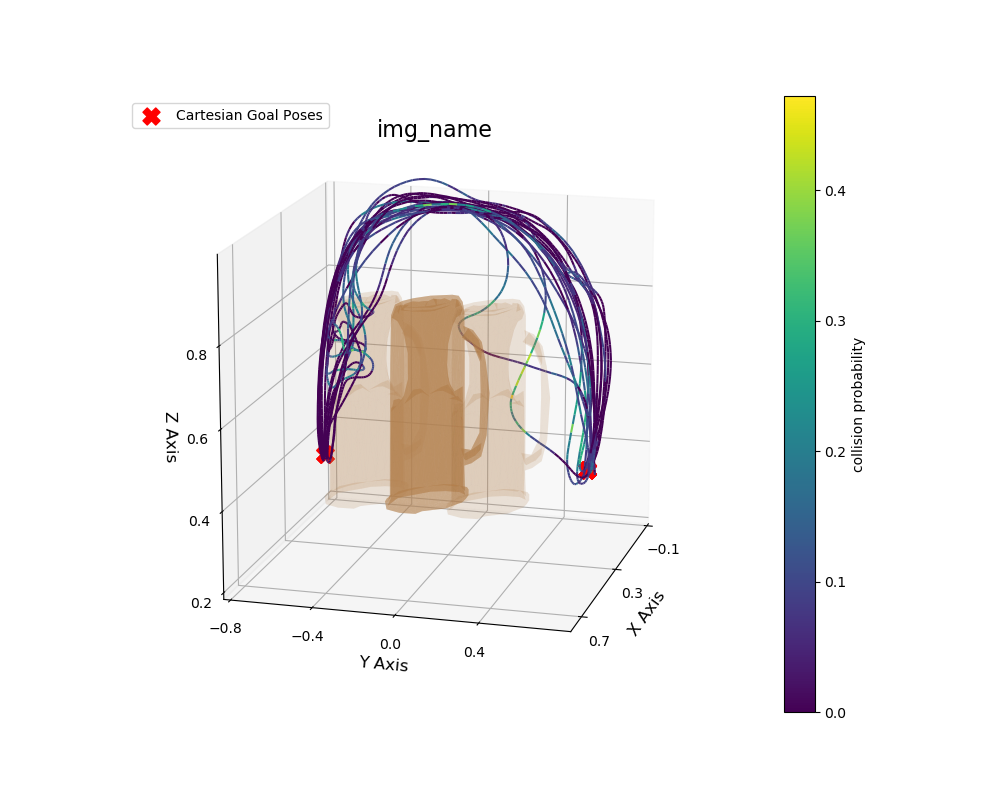 Cartesian Goal Poses
img_name
0.4
0.3
0.2
0.1
0.0
collision probability
0.8
0.6
0.4
0.2
Z Axis
−0.8
−0.4
0.0
0.4
Y Axis
−0.1
0.3
0.7
X Axis